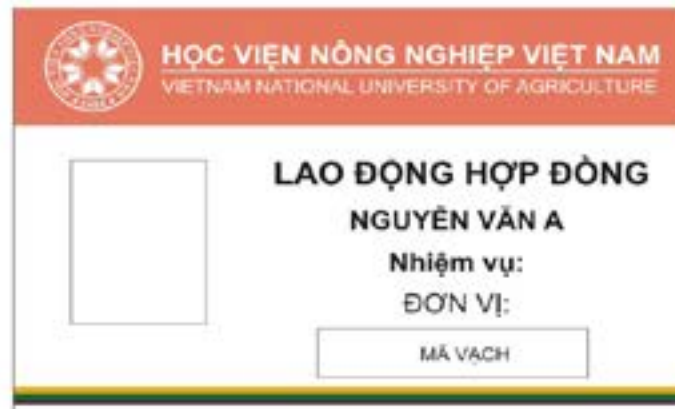 HỌC VIỆN NÔNG NGHIỆP VIỆT NAM
VIETNAM NATIONAL UNIVERSITY OF AGRICULTURE
LAO ĐỘNG HỢP ĐỒNG
NGUYỄN VĂN A
Nhiệm vụ:
ĐƠN VỊ:
MÃ VẠCH